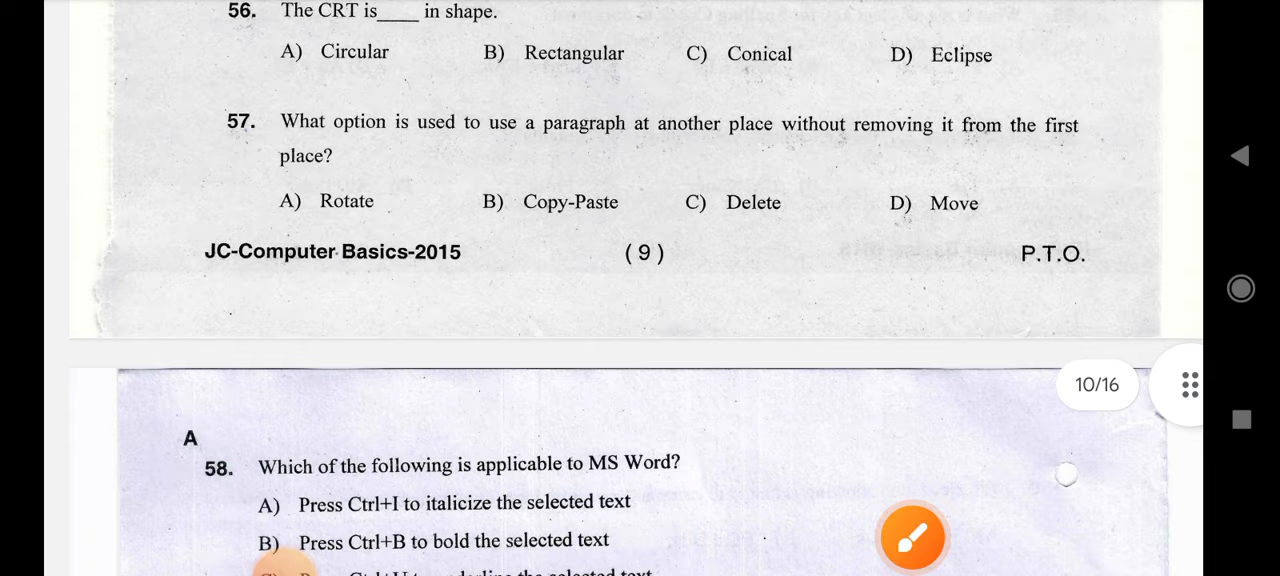 56. The CRT is____ in shape.
A) Circular B) Rectangular C) Conical D) Eclipse
57. What option is used to use a paragraph at another place without removing it from the first
place?
A) Rotate B) Copy-Paste C) Delete D) Move
JC-Computer Basics-2015 (9) P.T.O.
10/16
A
58. Which of the following is applicable to MS Word?
A) Press Ctrl+I to italicize the selected text
B) Press Ctrl+B to bold the selected text